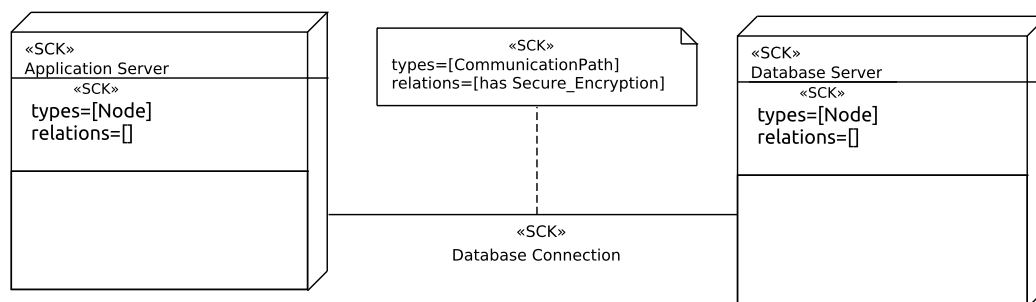 «SCK»
Application Server
«SCK»
types=[Node]
relations=[]
«SCK»
types=[CommunicationPath]
relations=[has Secure_Encryption]
«SCK»
Database Connection
«SCK»
Database Server
«SCK»
types=[Node]
relations=[]